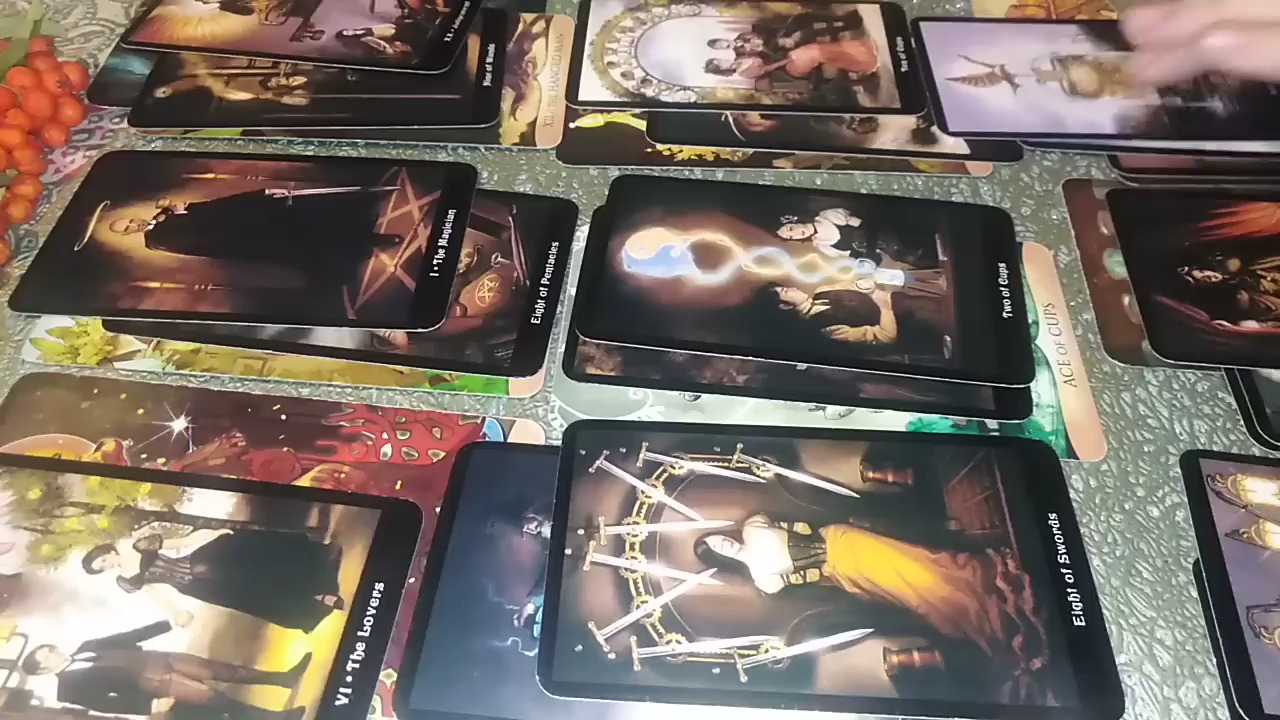 XII • THE HANGED MAN
Nine of Wands
Ten of Cups
I • The Magician
Eight of Pentacles
Two of Cups
ACE OF CUPS
Eight of Swords
VI • The Lovers